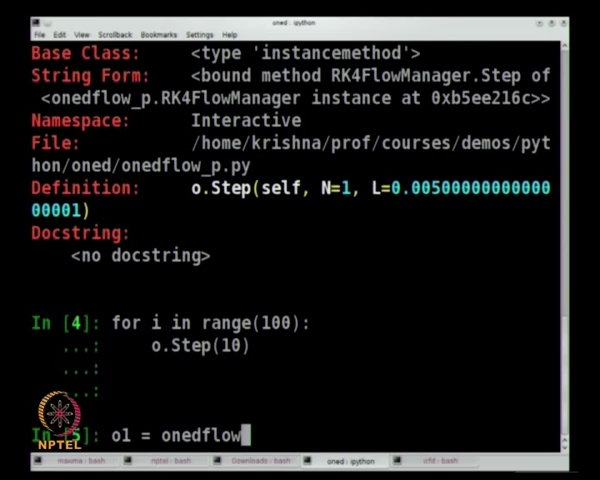 oned : ipython
File Edit View Scrollback Bookmarks Settings Help
Base Class: <type 'instancemethod'>
String Form: <bound method RK4FlowManager.Step of
<onedflow_p.RK4FlowManager instance at 0xb5ee216c>>
Namespace: Interactive
File: /home/krishna/prof/courses/demos/pyt
hon/oned/onedflow_p.py
Definition: o.Step(self, N=1, L=0.00500000000000
00001)
Docstring:
<no docstring>
In [4]: for i in range(100):
...: o.Step(10)
...:
...:
In [5]: o1 = onedflow
NPTEL
maxima : bash nptel : bash Downloads : bash oned : ipython icfd : bash